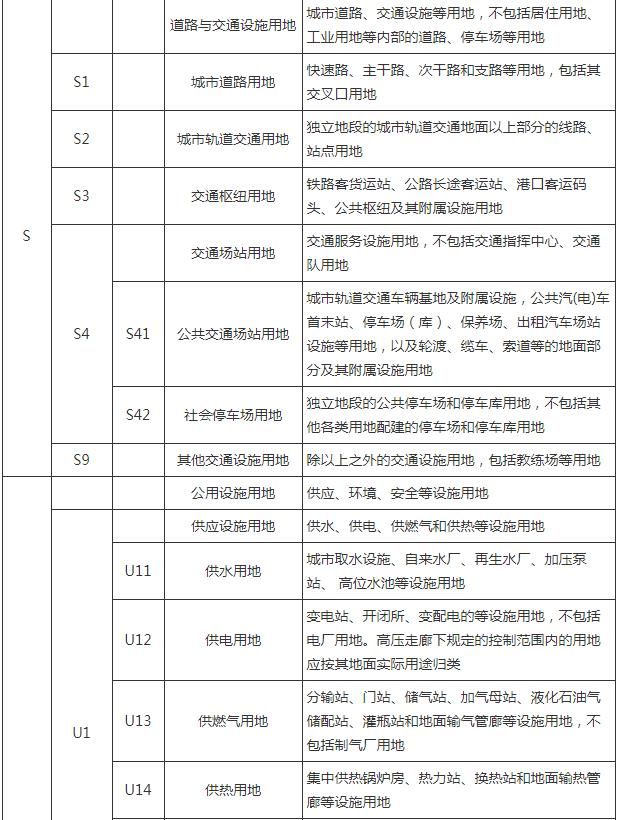 道路与交通设施用地
城市道路、交通设施等用地，不包括居住用地、
工业用地等内部的道路、停车场等用地
S1
城市道路用地
快速路、主干路、次干路和支路等用地，包括其
交叉口用地
S2
城市轨道交通用地
独立地段的城市轨道交通地面以上部分的线路、
站点用地
S
S3
交通枢纽用地
铁路客货运站、公路长途客运站、港口客运码
头、公共枢纽及其附属设施用地
交通场站用地
交通服务设施用地，不包括交通指挥中心、交通
队用地
S4
S41
公共交通场站用地
城市轨道交通车辆基地及附属设施，公共汽(电)车
首末站、停车场（库）、保养场、出租汽车场站
设施等用地，以及轮渡、缆车、索道等的地面部
分及其附属设施用地
S42
社会停车场用地
独立地段的公共停车场和停车库用地，不包括其
他各类用地配建的停车场和停车库用地
S9
其他交通设施用地
除以上之外的交通设施用地，包括教练场等用地
公用设施用地
供应、环境、安全等设施用地
供应设施用地
供水、供电、供燃气和供热等设施用地
U11
供水用地
城市取水设施、自来水厂、再生水厂、加压泵
站、 高位水池等设施用地
U12
供电用地
变电站、开闭所、变配电的等设施用地，不包括
电厂用地。高压走廊下规定的控制范围内的用地
应按其地面实际用途归类
U1
U13
供燃气用地
分输站、门站、储气站、加气母站、液化石油气
储配站、灌瓶站和地面输气管廊等设施用地，不
包括制气厂用地
U14
供热用地
集中供热锅炉房、热力站、换热站和地面输热管
廊等设施用地